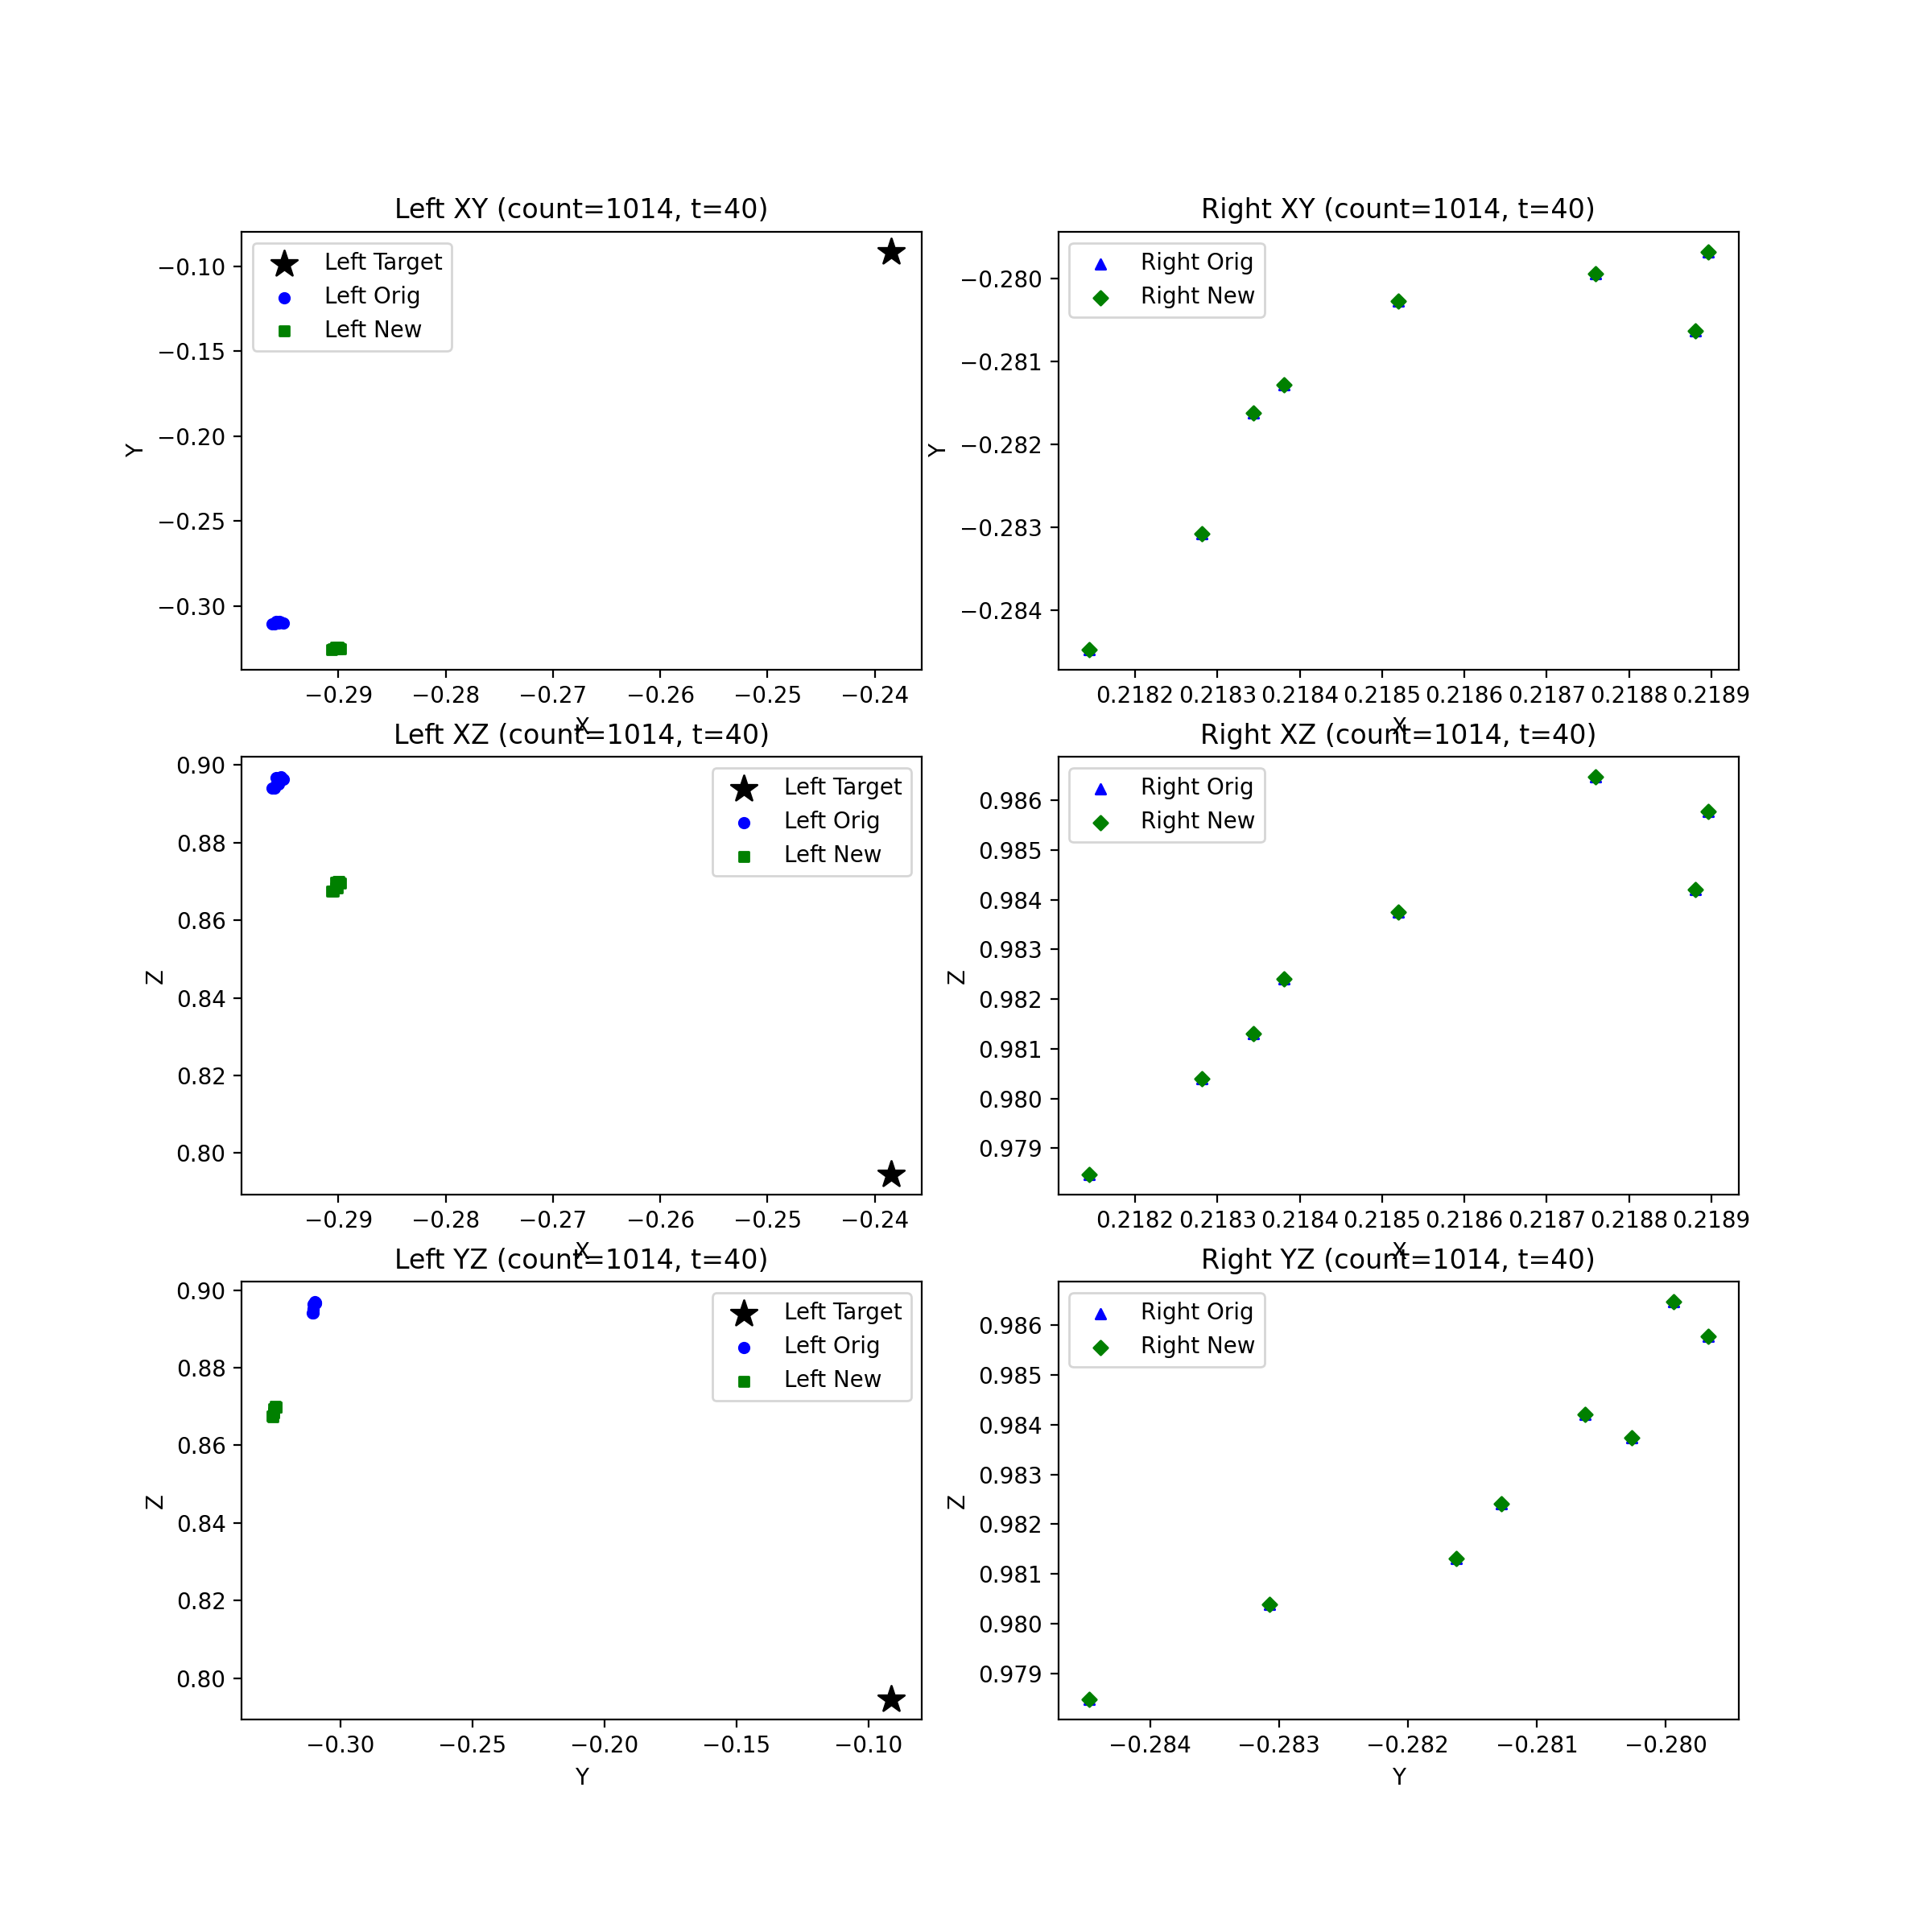 Left XY (count=1014, t=40)
Left Target
Left Orig
Left New
−0.10
−0.15
−0.20
−0.25
−0.30
Y
−0.29
−0.28
−0.27
−0.26
−0.25
−0.24
X
Right XY (count=1014, t=40)
Right Orig
Right New
−0.280
−0.281
−0.282
−0.283
−0.284
Y
0.2182
0.2183
0.2184
0.2185
0.2186
0.2187
0.2188
0.2189
X
Left XZ (count=1014, t=40)
Left Target
Left Orig
Left New
0.90
0.88
0.86
0.84
0.82
0.80
Z
−0.29
−0.28
−0.27
−0.26
−0.25
−0.24
X
Right XZ (count=1014, t=40)
Right Orig
Right New
0.986
0.985
0.984
0.983
0.982
0.981
0.980
0.979
Z
0.2182
0.2183
0.2184
0.2185
0.2186
0.2187
0.2188
0.2189
X
Left YZ (count=1014, t=40)
Left Target
Left Orig
Left New
0.90
0.88
0.86
0.84
0.82
0.80
Z
−0.30
−0.25
−0.20
−0.15
−0.10
Y
Right YZ (count=1014, t=40)
Right Orig
Right New
0.986
0.985
0.984
0.983
0.982
0.981
0.980
0.979
Z
−0.284
−0.283
−0.282
−0.281
−0.280
Y